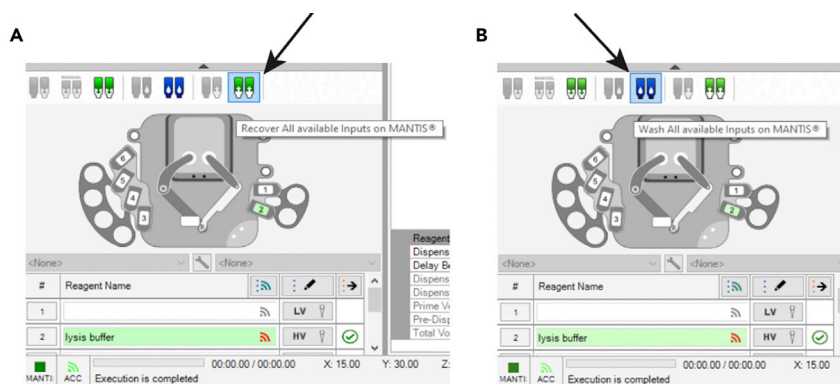 A
Recover All available Inputs on MANTIS®
6
5
4
3
1
2
<None>
<None>
# Reagent Name
1 LV
2 lysis buffer HV
MANTI ACC
00:00.00 / 00:00.00 X: 15.00 Y: 30.00 Z:
Execution is completed
Reagent
Dispens
Delay Be
Dispens
Dispens
Prime Ve
Pre-Disp
Total Vo
B
Wash All available Inputs on MANTIS®
6
5
4
3
1
2
<None>
<None>
# Reagent Name
1 LV
2 lysis buffer HV
MANTI ACC
00:00.00 / 00:00.00 X: 15.00
Execution is completed